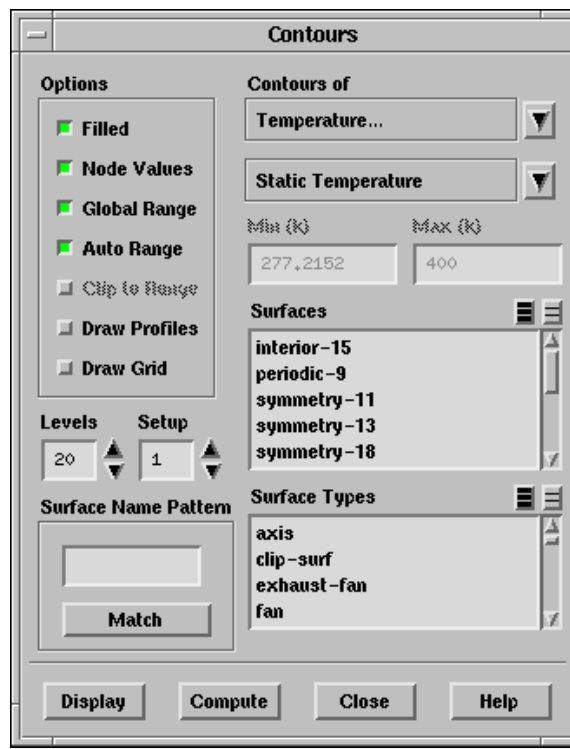 Contours
Options
Filled
Node Values
Global Range
Auto Range
Clip to Range
Draw Profiles
Draw Grid
Levels
Setup
20
1
Surface Name Pattern
Match
Contours of
Temperature...
Static Temperature
Min (K)
Max (K)
277.2152
400
Surfaces
interior-15
periodic-9
symmetry-11
symmetry-13
symmetry-18
Surface Types
axis
clip-surf
exhaust-fan
fan
Display
Compute
Close
Help